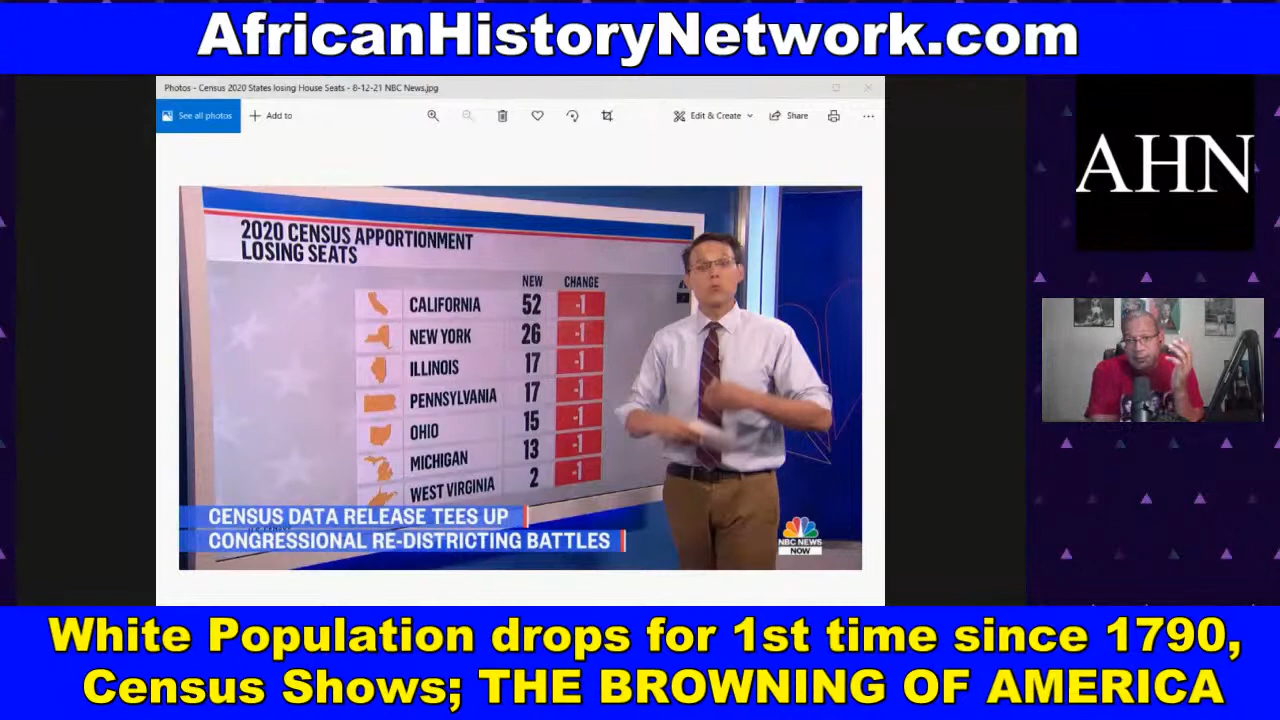 AfricanHistoryNetwork.com
Photos - Census 2020 States losing House Seats - 8-12-21 NBC News.jpg
See all photos
Add to
Edit & Create
Share
AHN
2020 CENSUS APPORTIONMENT
LOSING SEATS
NEW CHANGE
CALIFORNIA 52 -1
NEW YORK 26 -1
ILLINOIS 17 -1
PENNSYLVANIA 17 -1
OHIO 15 -1
MICHIGAN 13 -1
WEST VIRGINIA 2 -1
CENSUS DATA RELEASE TEES UP
CONGRESSIONAL RE-DISTRICTING BATTLES
NBC NEWS
NOW
White Population drops for 1st time since 1790,
Census Shows; THE BROWNING OF AMERICA